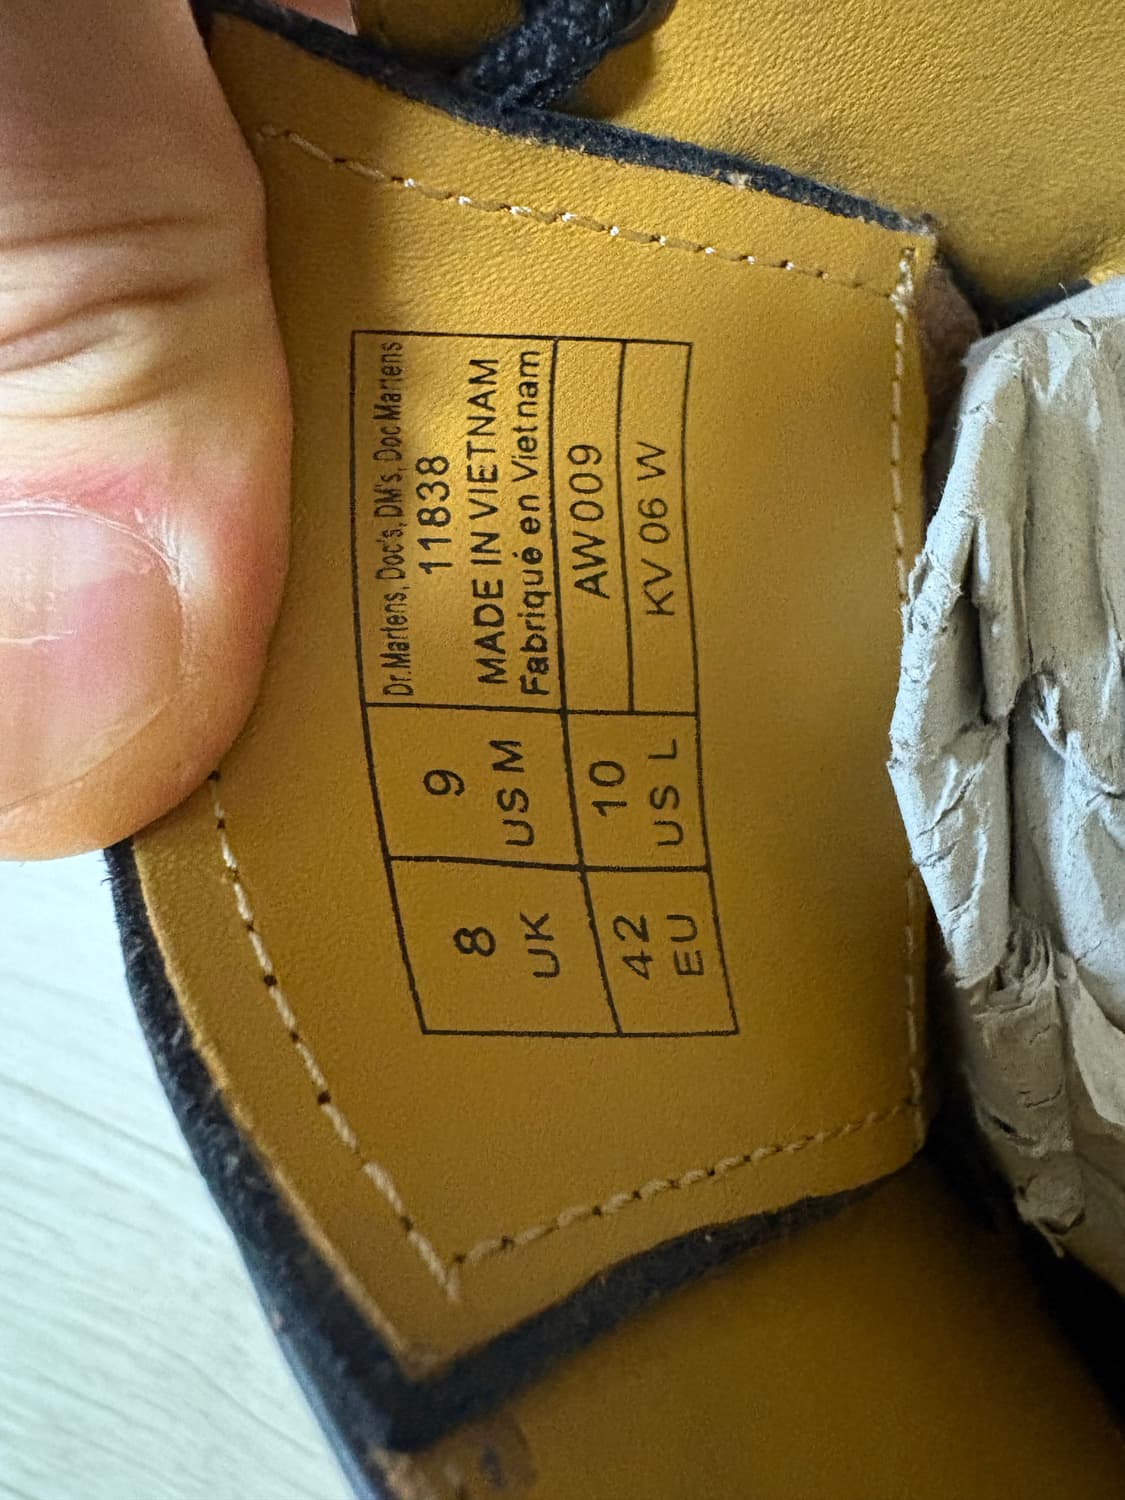 8
UK
9
US M
Dr.Martens, Doc's, DM's, Doc Martens
11838
MADE IN VIETNAM
Fabriqué en Vietnam
42
EU
10
US L
AW009
KV 06 W